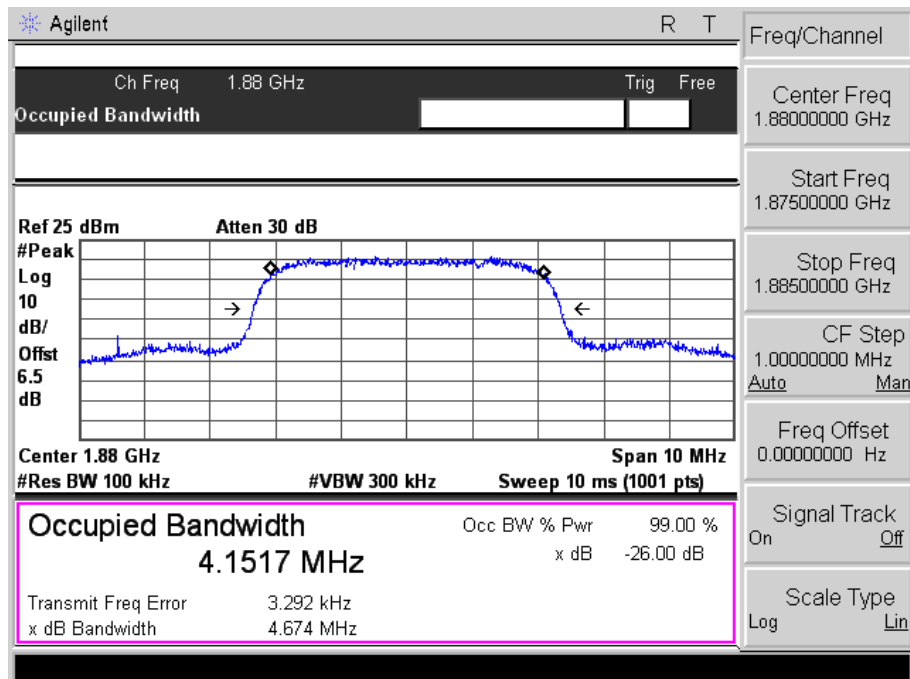 Agilent R T
Ch Freq 1.88 GHz Trig Free
Occupied Bandwidth
Ref 25 dBm Atten 30 dB
#Peak
Log
10
dB/
Offst
6.5
dB
Center 1.88 GHz Span 10 MHz
#Res BW 100 kHz #VBW 300 kHz Sweep 10 ms (1001 pts)
Occupied Bandwidth
4.1517 MHz
Occ BW % Pwr 99.00 %
x dB -26.00 dB
Transmit Freq Error 3.292 kHz
x dB Bandwidth 4.674 MHz
Freq/Channel
Center Freq
1.88000000 GHz
Start Freq
1.87500000 GHz
Stop Freq
1.88500000 GHz
CF Step
1.00000000 MHz
Auto Man
Freq Offset
0.00000000 Hz
Signal Track
On Off
Scale Type
Log Lin